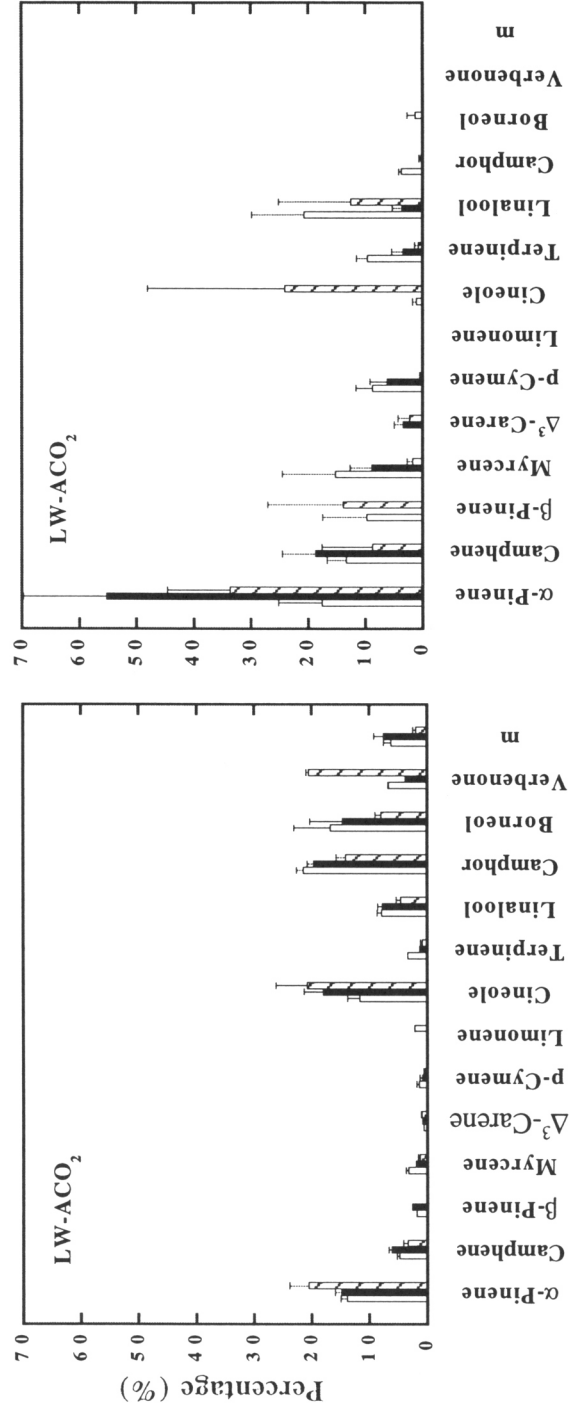 LW-ACO2
70
60
50
40
30
20
10
0
Percentage (%)
α-Pinene
Camphene
β-Pinene
Myrcene
Δ³-Carene
p-Cymene
Limonene
Cineole
Terpinene
Linalool
Camphor
Borneol
Verbenone
m
LW-ACO2
70
60
50
40
30
20
10
0
α-Pinene
Camphene
β-Pinene
Myrcene
Δ³-Carene
p-Cymene
Limonene
Cineole
Terpinene
Linalool
Camphor
Borneol
Verbenone
m